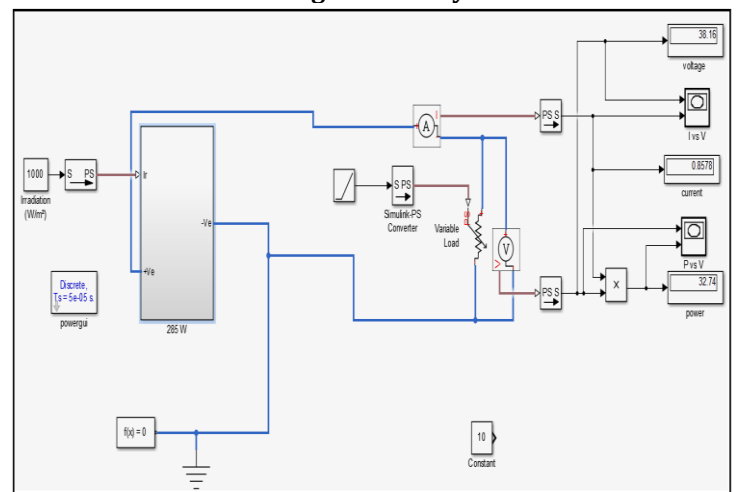 38.16
voltage
I vs V
0.8578
current
P vs V
32.74
power
A
I
PS S
1000
S PS
Irradiation
(W/m²)
Ir
-Ve
+Ve
285 W
S PS
Simulink-PS
Converter
Variable
Load
V
V
PS S
x
Discrete,
Ts = 5e-05 s.
powergui
f(x) = 0
10
Constant